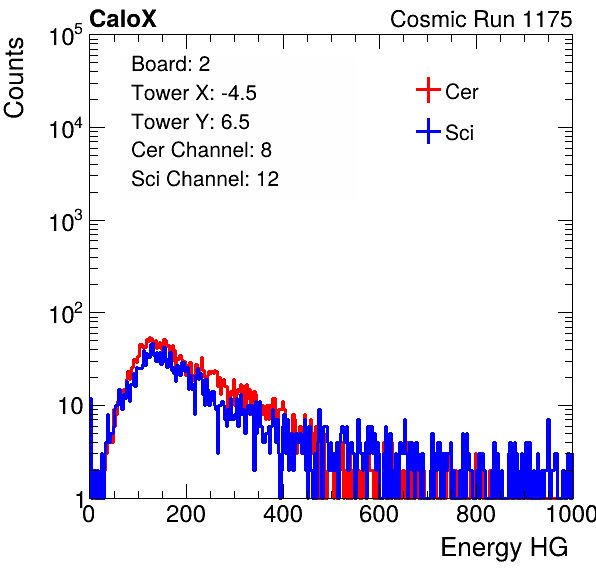 CaloX Cosmic Run 1175
Counts
10^5
10^4
10^3
10^2
10
1
Board: 2
Tower X: -4.5
Tower Y: 6.5
Cer Channel: 8
Sci Channel: 12
Cer
Sci
0 200 400 600 800 1000
Energy HG